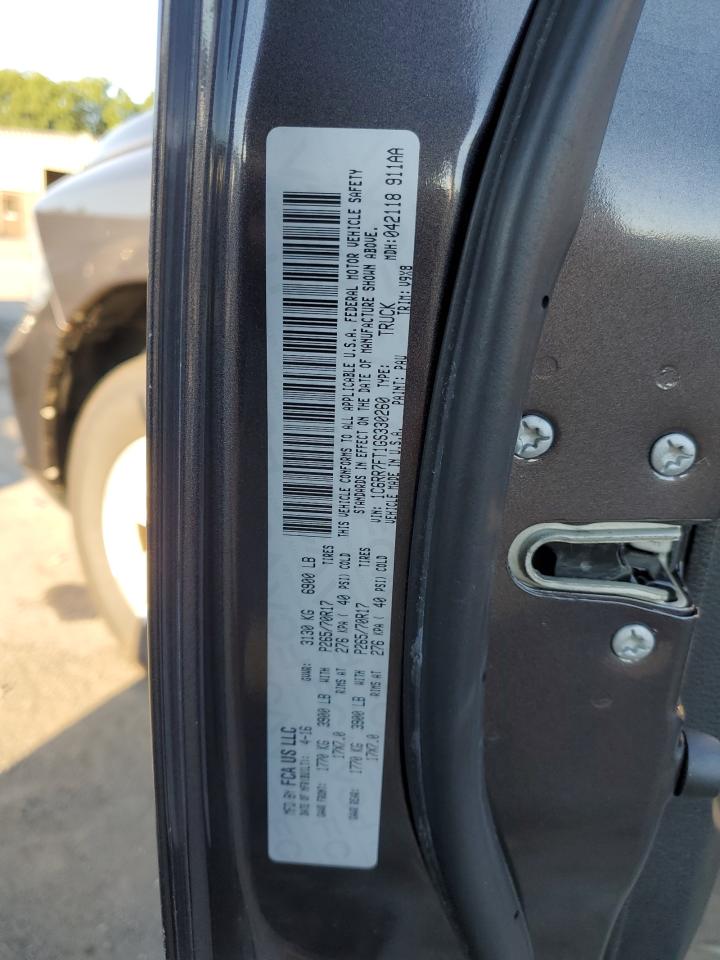 MFD BY FCA US LLC
DATE OF MFR(BUILT): 4-16 GVWR: 3130 KG 6900 LB
GAWR FRONT: 1770 KG 3900 LB WITH P265/70R17 TIRES
17X7.0 RIMS AT 276 KPA( 40 PSI) COLD
GAWR REAR: 1770 KG 3900 LB WITH P265/70R17 TIRES
17X7.0 RIMS AT 276 KPA( 40 PSI) COLD
THIS VEHICLE CONFORMS TO ALL APPLICABLE U.S.A. FEDERAL MOTOR VEHICLE SAFETY
STANDARDS IN EFFECT ON THE DATE OF MANUFACTURE SHOWN ABOVE.
VIN: 1C6RR7FT1GS330260 TYPE: TRUCK MDH:042118 911AA
VEHICLE MADE IN U.S.A. PAINT: PAU TRIM: V9X8